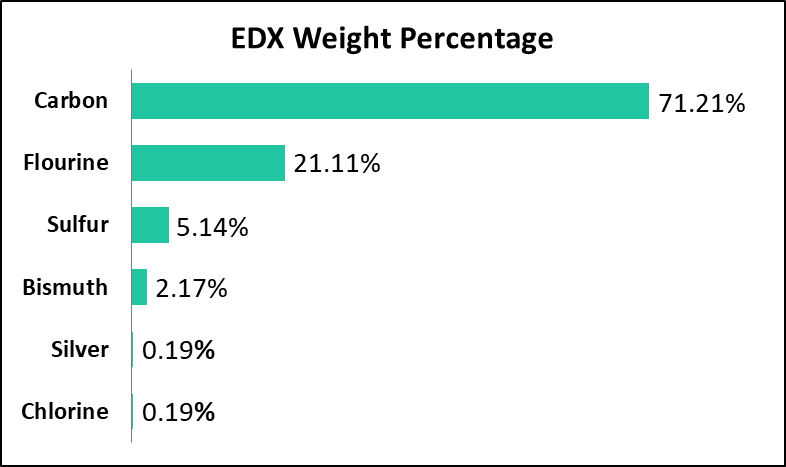 EDX Weight Percentage
Carbon 71.21%
Flourine 21.11%
Sulfur 5.14%
Bismuth 2.17%
Silver 0.19%
Chlorine 0.19%